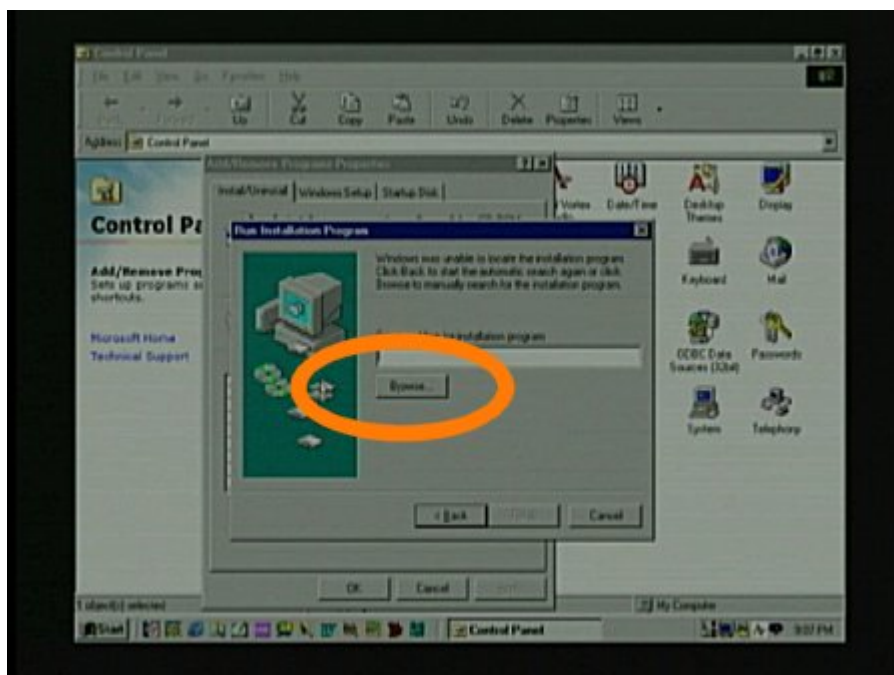 Control Panel
File Edit View Go Favorites Help
Up Cut Copy Paste Undo Delete Properties Views
Address Control Panel
Add/Remove Programs Properties
Install/Uninstall Windows Setup Startup Disk
Control Pa
Add/Remove Prog
Sets up programs a
shortcuts.
Microsoft Home
Technical Support
Run Installation Program
Windows was unable to locate the installation program.
Click Back to start the automatic search again or click
Browse to manually search for the installation program.
for installation program
Browse...
< Back
Cancel
OK Cancel
Date/Time
Desktop
Themes
Display
Keyboard
Mail
ODBC Data
Sources (32bit)
Passwords
System
Telephony
1 object(s) selected
My Computer
Start
Control Panel
9:07 PM